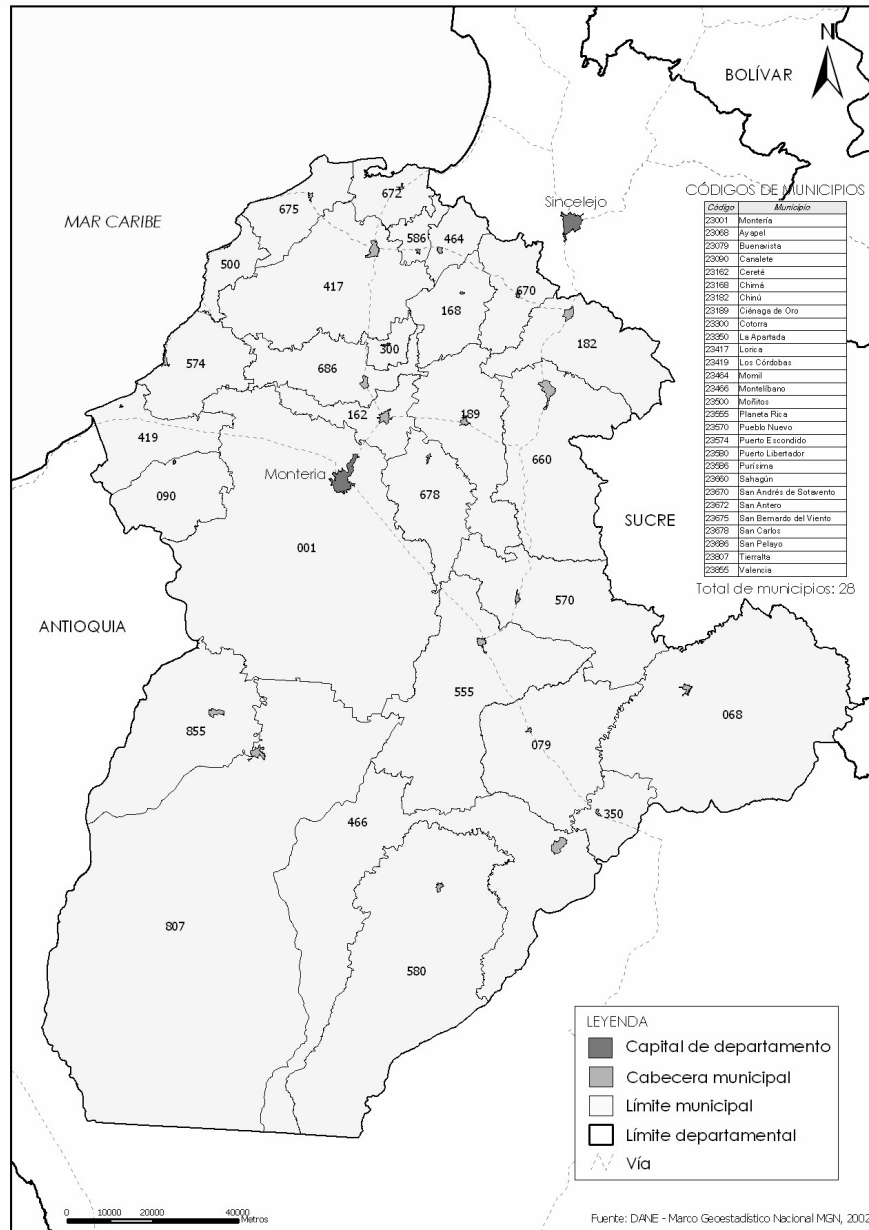 N
BOLÍVAR
Sincelejo
MAR CARIBE
CÓDIGOS DE MUNICIPIOS
Código Municipio
23001 Montería
23068 Ayapel
23079 Buenavista
23090 Canalete
23162 Cereté
23168 Chimá
23182 Chinú
23189 Ciénaga de Oro
23300 Cotorra
23350 La Apartada
23417 Lorica
23419 Los Córdobas
23464 Momil
23466 Montelíbano
23500 Moñitos
23555 Planeta Rica
23570 Pueblo Nuevo
23574 Puerto Escondido
23580 Puerto Libertador
23586 Purísima
23660 Sahagún
23670 San Andrés de Sotavento
23672 San Antero
23675 San Bernardo del Viento
23678 San Carlos
23686 San Pelayo
23807 Tierralta
23855 Valencia
Total de municipios: 28
672
675
586
464
500
417
670
168
300
182
574
686
162
189
419
660
Monteria
678
090
SUCRE
001
570
ANTIOQUIA
555
068
855
079
466
350
807
580
LEYENDA
Capital de departamento
Cabecera municipal
Límite municipal
Límite departamental
Vía
0 10000 20000 40000
Metros
Fuente: DANE - Marco Geoestadístico Nacional MGN, 2002